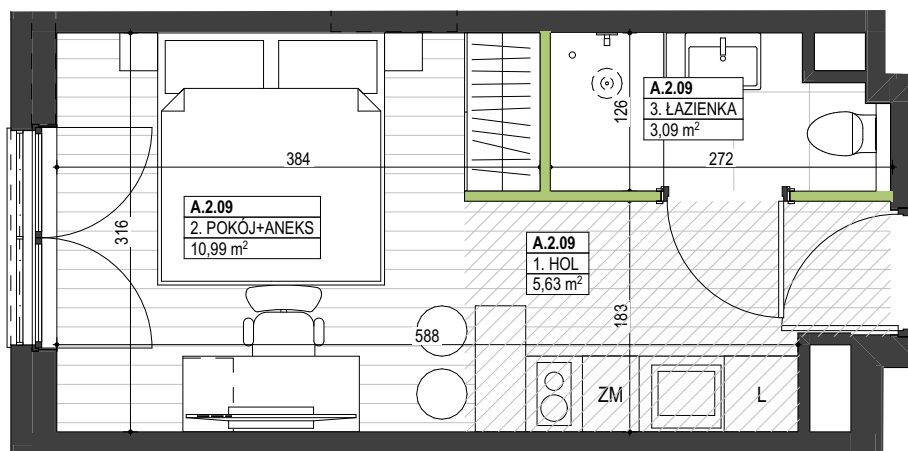 A.2.09
3. ŁAZIENKA
3,09 m²
126
272
384
316
A.2.09
2. POKÓJ+ANEKS
10,99 m²
A.2.09
1. HOL
5,63 m²
183
588
ZM
L